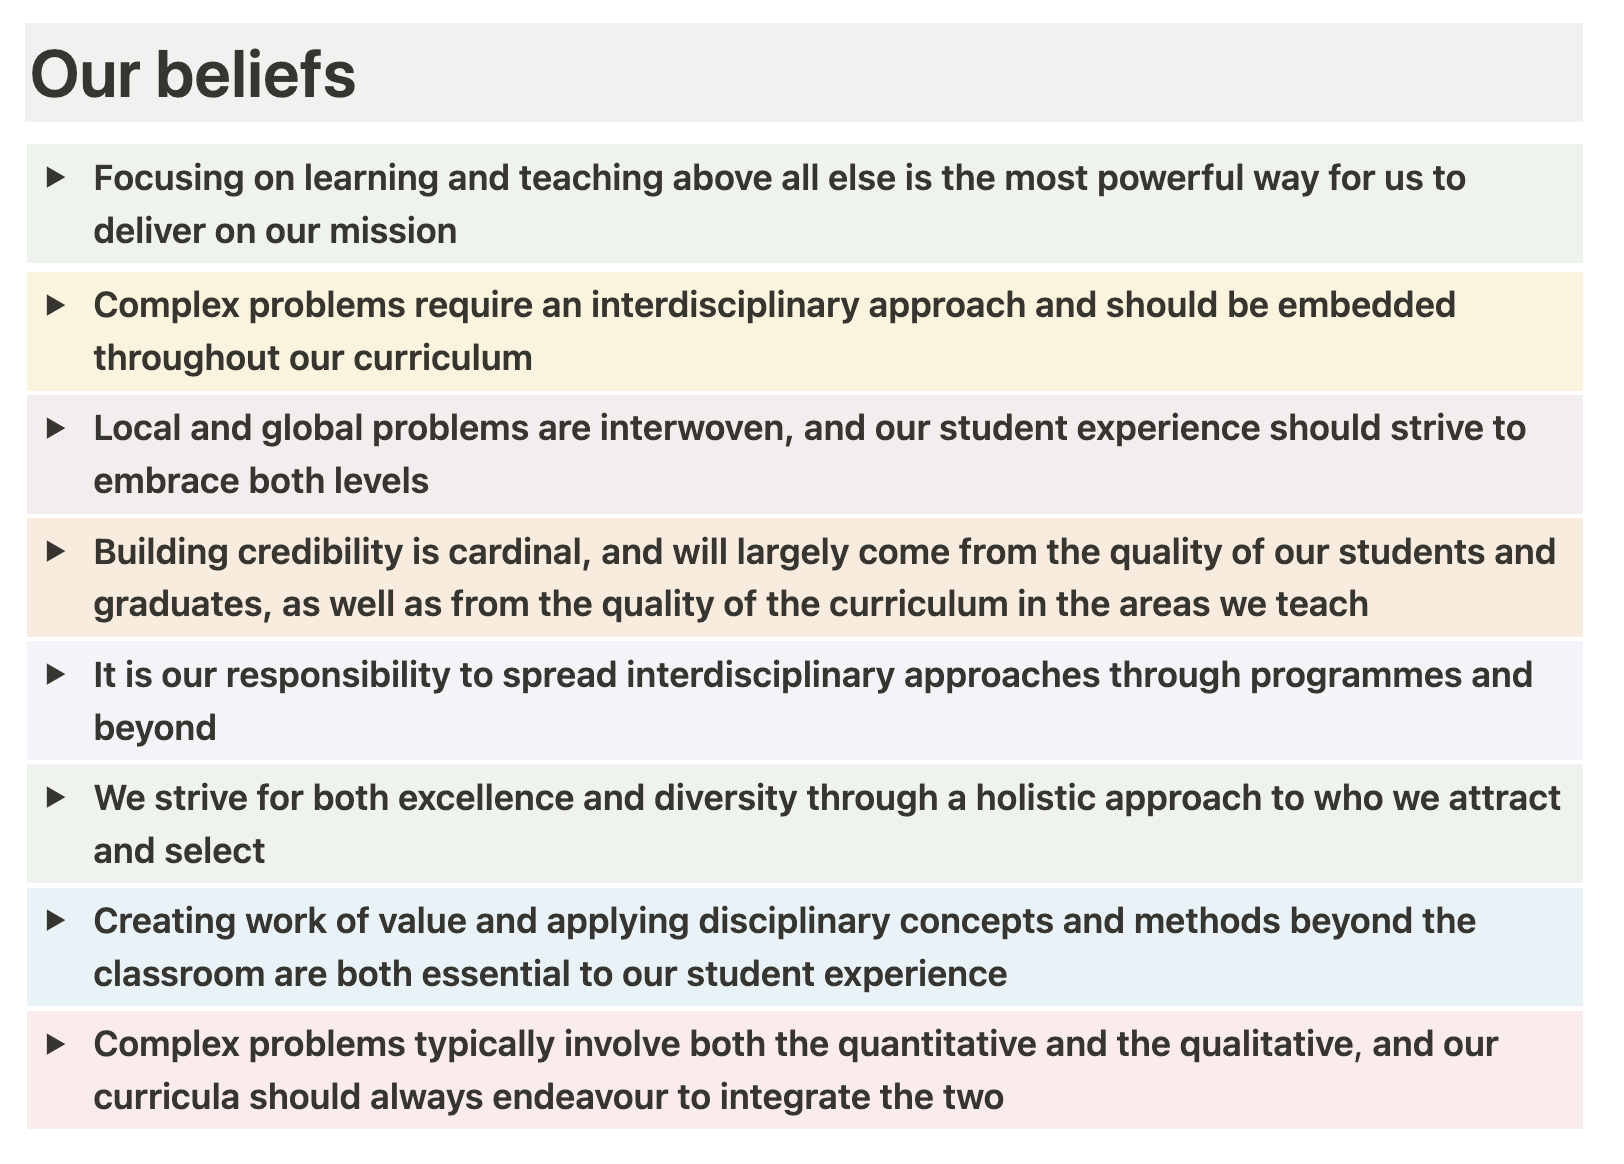 Our beliefs
Focusing on learning and teaching above all else is the most powerful way for us to
deliver on our mission
Complex problems require an interdisciplinary approach and should be embedded
throughout our curriculum
Local and global problems are interwoven, and our student experience should strive to
embrace both levels
Building credibility is cardinal, and will largely come from the quality of our students and
graduates, as well as from the quality of the curriculum in the areas we teach
It is our responsibility to spread interdisciplinary approaches through programmes and
beyond
We strive for both excellence and diversity through a holistic approach to who we attract
and select
Creating work of value and applying disciplinary concepts and methods beyond the
classroom are both essential to our student experience
Complex problems typically involve both the quantitative and the qualitative, and our
curricula should always endeavour to integrate the two